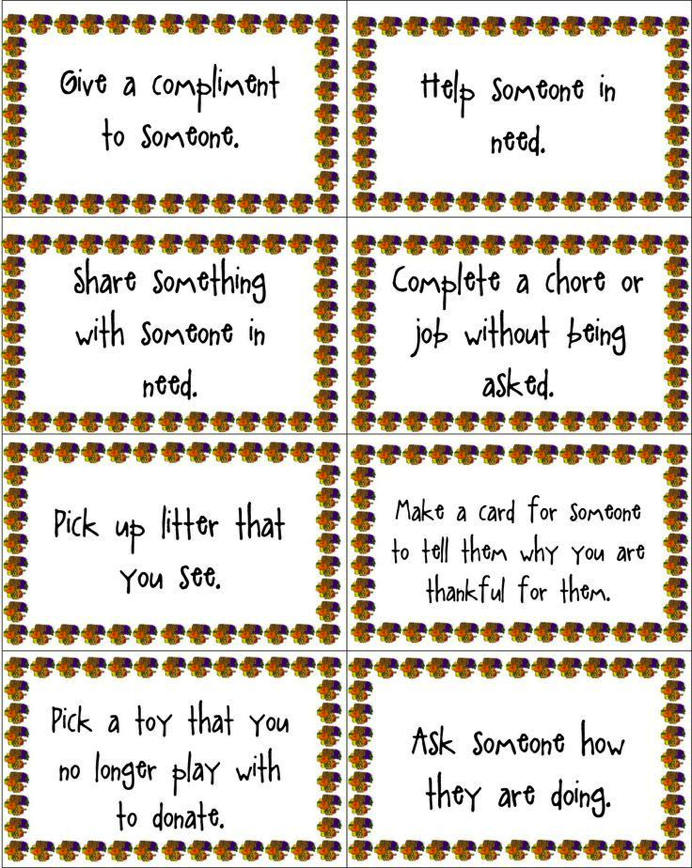 Give a compliment
to someone.
Help someone in
need.
Share something
with someone in
need.
Complete a chore or
job without being
asked.
Pick up litter that
you see.
Make a card for someone
to tell them why you are
thankful for them.
Pick a toy that you
no longer play with
to donate.
Ask someone how
they are doing.